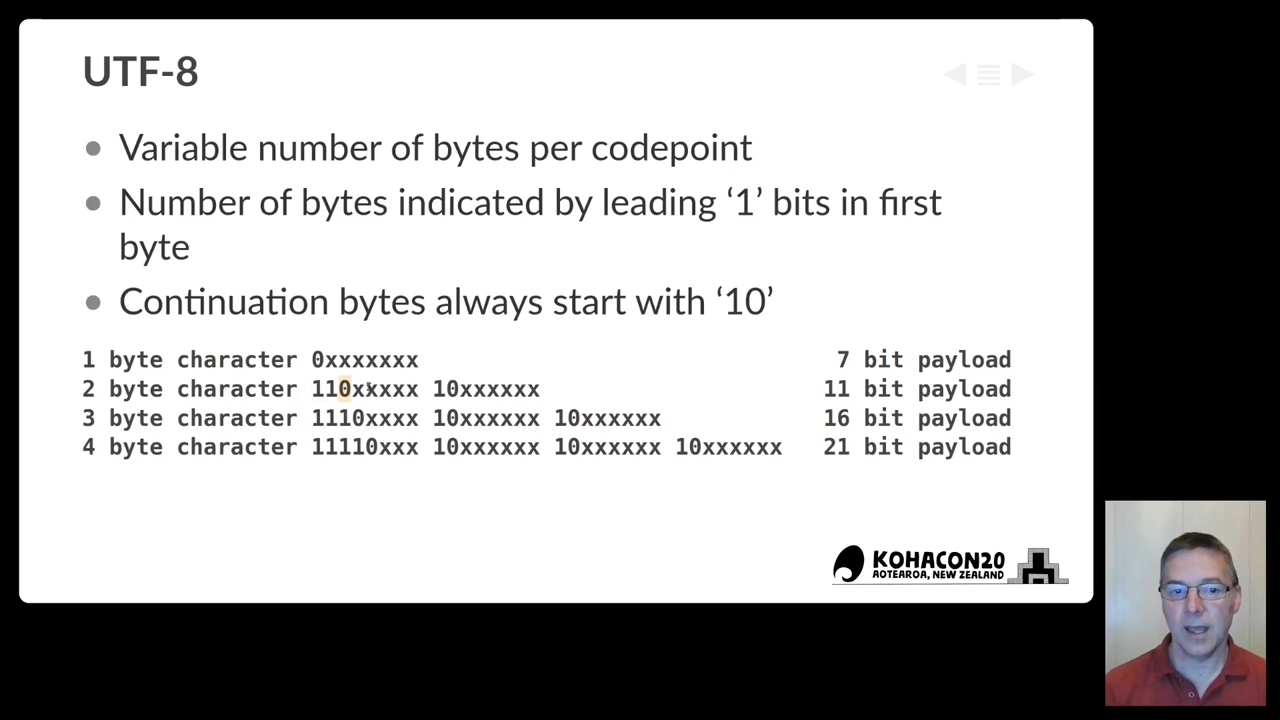 UTF-8
Variable number of bytes per codepoint
Number of bytes indicated by leading ‘1’ bits in first
byte
Continuation bytes always start with ‘10’
1 byte character 0xxxxxxx 7 bit payload
2 byte character 110xxxxx 10xxxxxx 11 bit payload
3 byte character 1110xxxx 10xxxxxx 10xxxxxx 16 bit payload
4 byte character 11110xxx 10xxxxxx 10xxxxxx 10xxxxxx 21 bit payload
KOHACON20
AOTEAROA, NEW ZEALAND